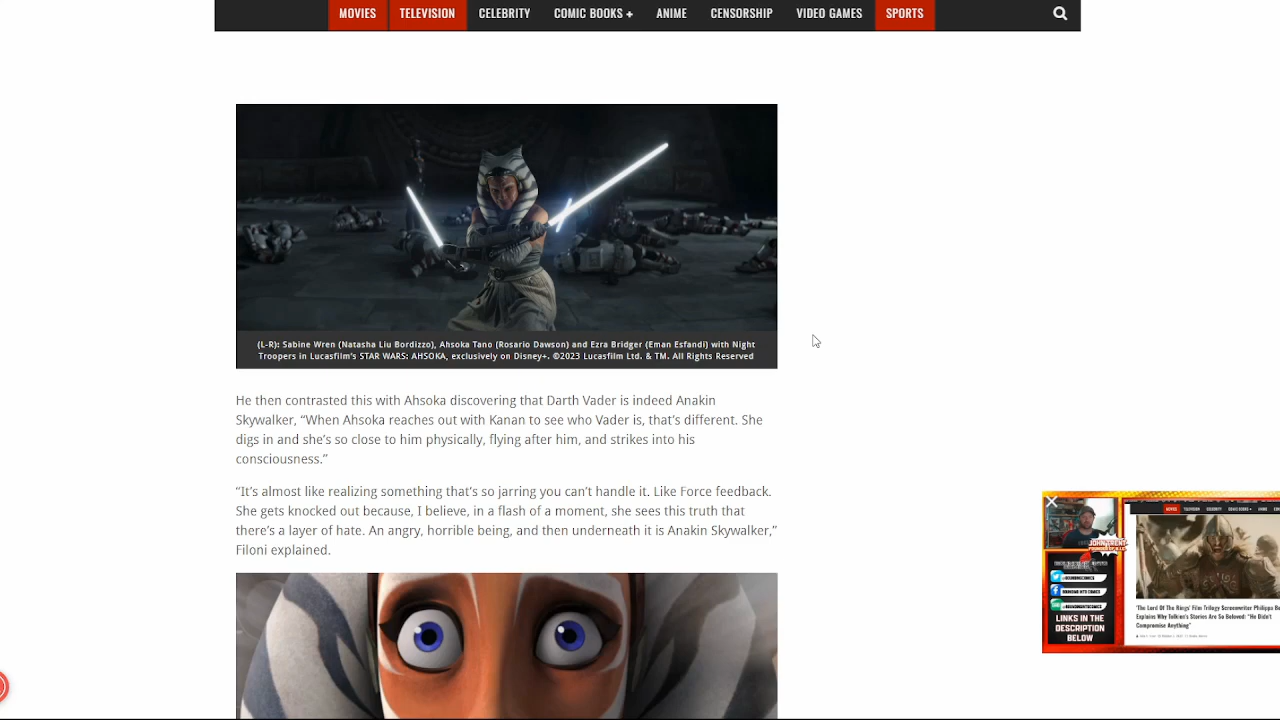 MOVIES TELEVISION CELEBRITY COMIC BOOKS + ANIME CENSORSHIP VIDEO GAMES SPORTS
(L-R): Sabine Wren (Natasha Liu Bordizzo), Ahsoka Tano (Rosario Dawson) and Ezra Bridger (Eman Esfandi) with Night
Troopers in Lucasfilm's STAR WARS: AHSOKA, exclusively on Disney+. ©2023 Lucasfilm Ltd. & TM. All Rights Reserved
He then contrasted this with Ahsoka discovering that Darth Vader is indeed Anakin
Skywalker, “When Ahsoka reaches out with Kanan to see who Vader is, that’s different. She
digs in and she’s so close to him physically, flying after him, and strikes into his
consciousness.”
“It’s almost like realizing something that’s so jarring you can’t handle it. Like Force feedback.
She gets knocked out because, I believe, in a flash of a moment, she sees this truth that
there’s a layer of hate. An angry, horrible being, and then underneath it is Anakin Skywalker,”
Filoni explained.
MOVIES TELEVISION CELEBRITY COMIC BOOKS + ANIME
JOHN TRENT
LINKS IN THE
DESCRIPTION
BELOW
'The Lord Of The Rings' Film Trilogy Screenwriter Philippa
Explains Why Tolkien's Stories Are So Beloved: "He Didn't
Compromise Anything"